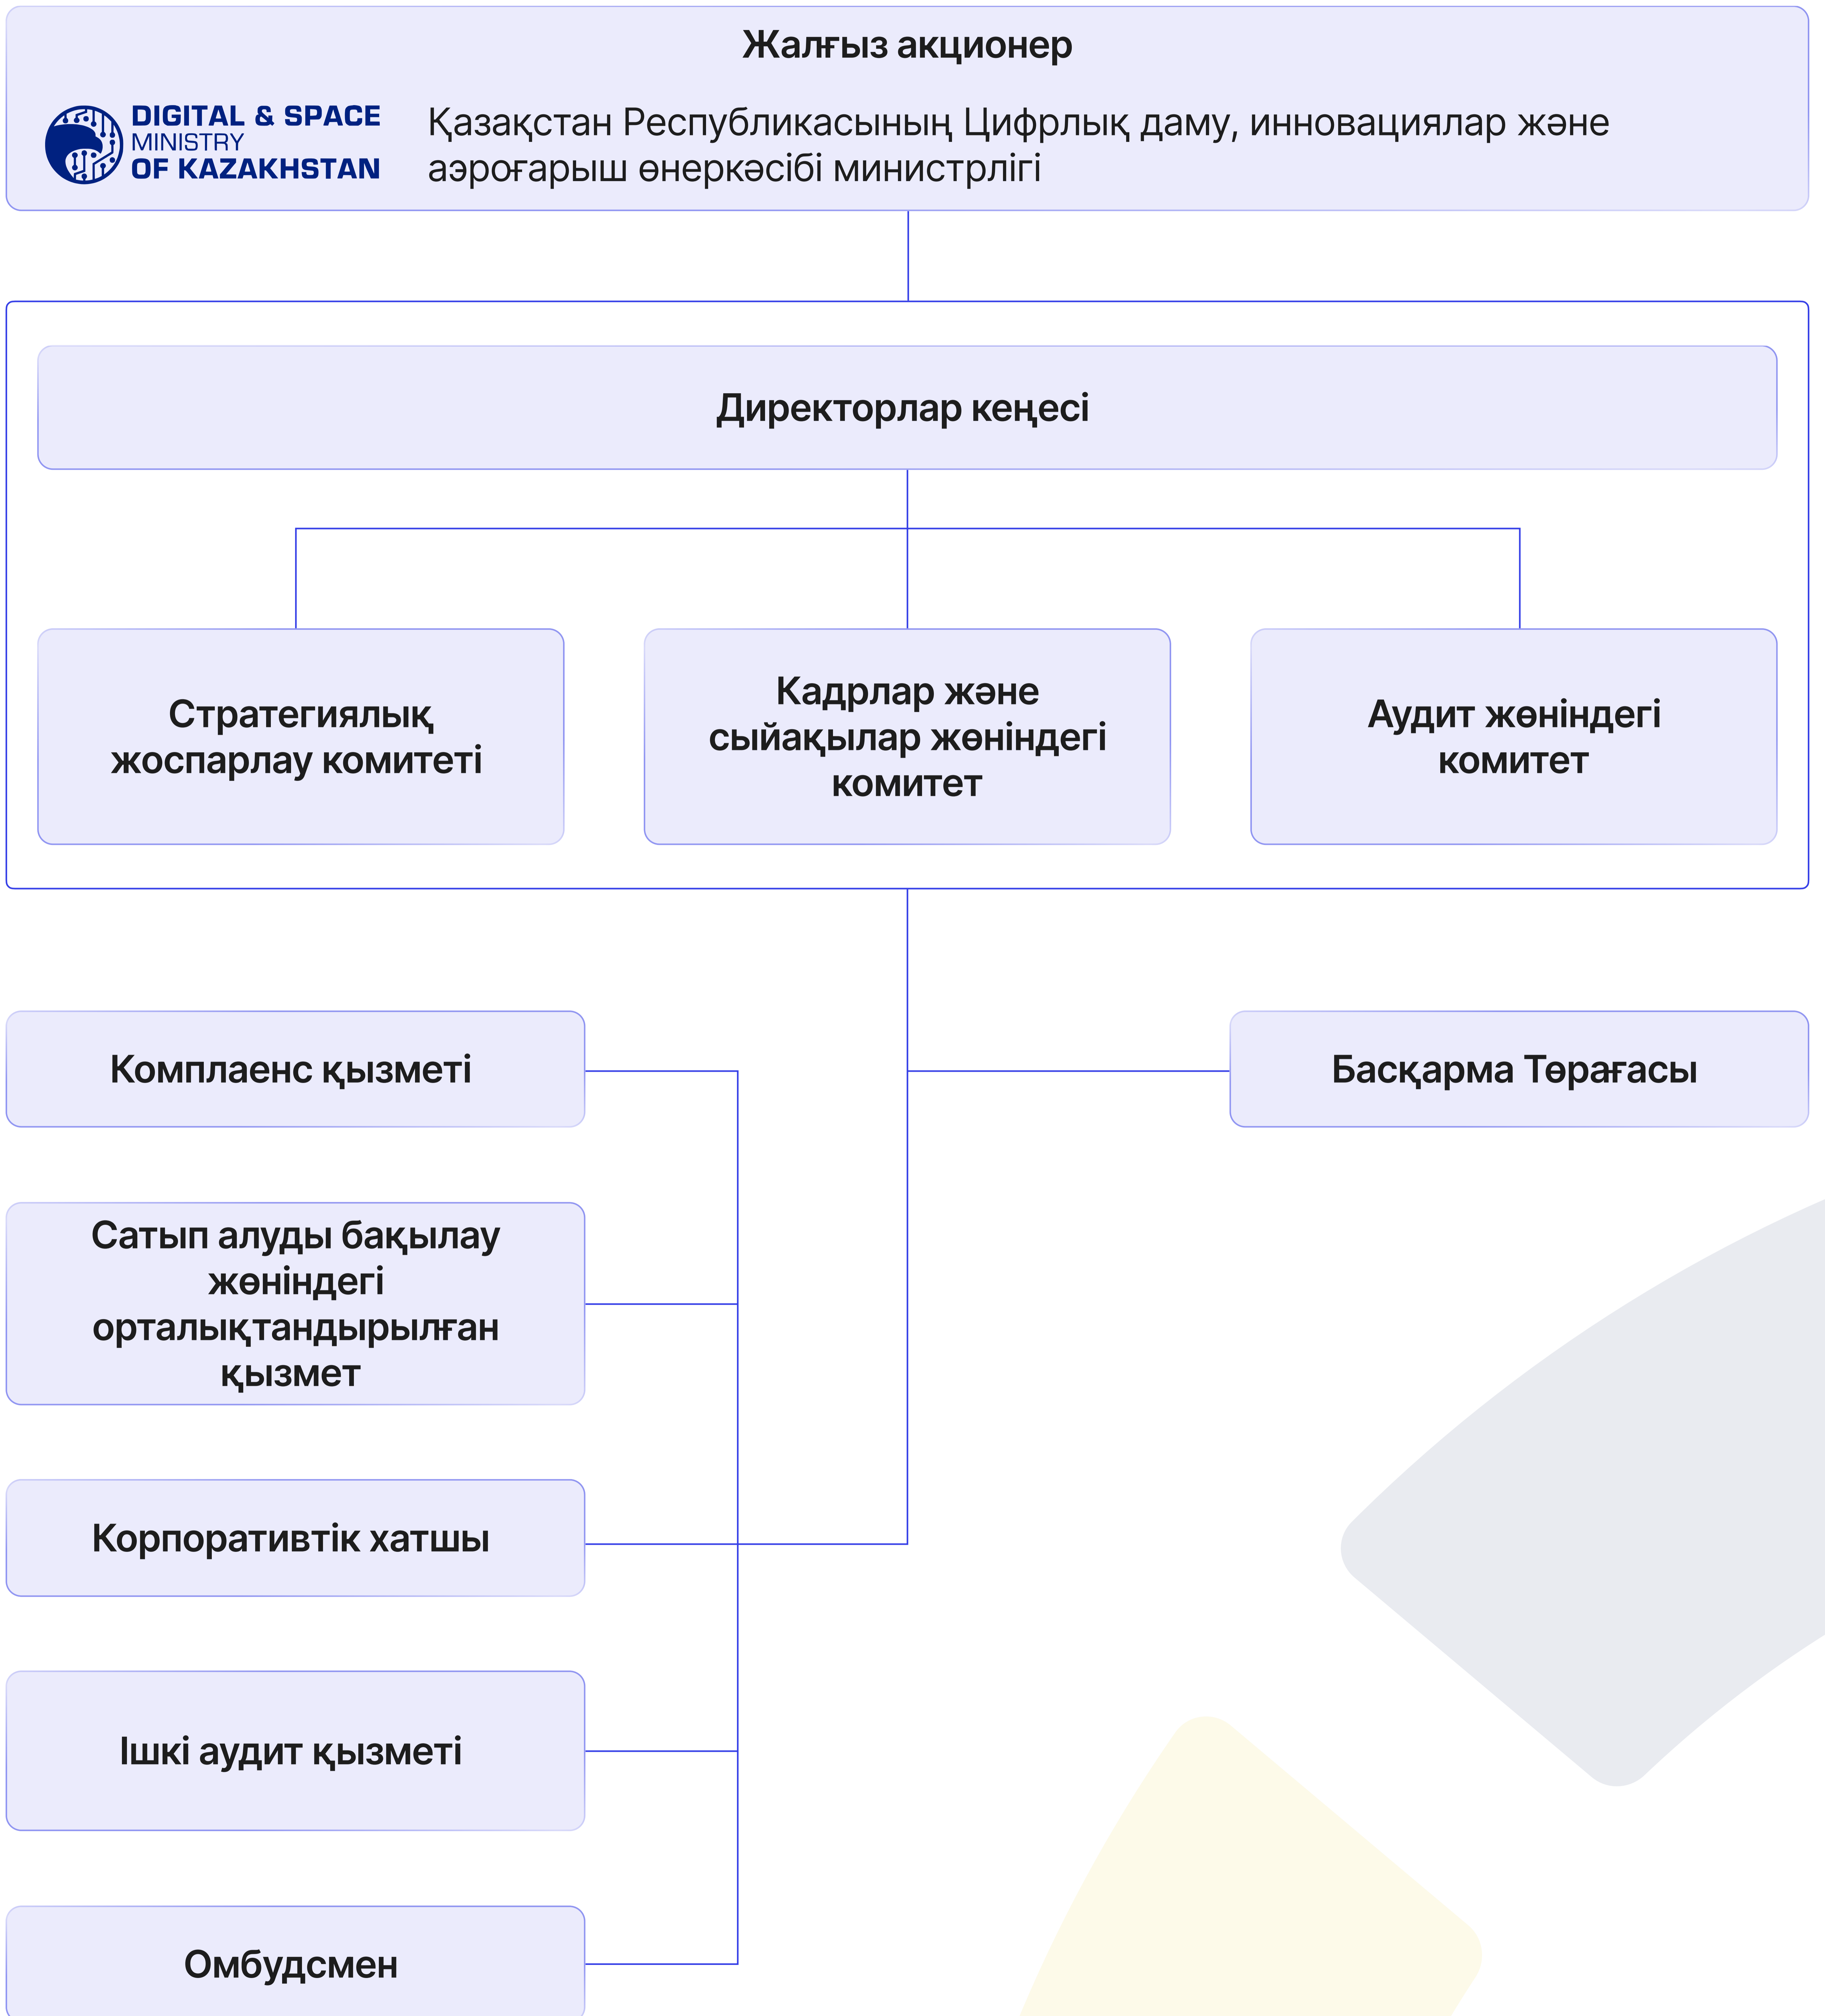 Жалғыз акционер
DIGITAL & SPACE
MINISTRY
OF KAZAKHSTAN
Қазақстан Республикасының Цифрлық даму, инновациялар және
аэроғарыш өнеркәсібі министрлігі
Директорлар кеңесі
Стратегиялық
жоспарлау комитеті
Кадрлар және
сыйақылар жөніндегі
комитет
Аудит жөніндегі
комитет
Комплаенс қызметі
Басқарма Төрағасы
Сатып алуды бақылау
жөніндегі
орталықтандырылған
қызмет
Корпоративтік хатшы
Ішкі аудит қызметі
Омбудсмен